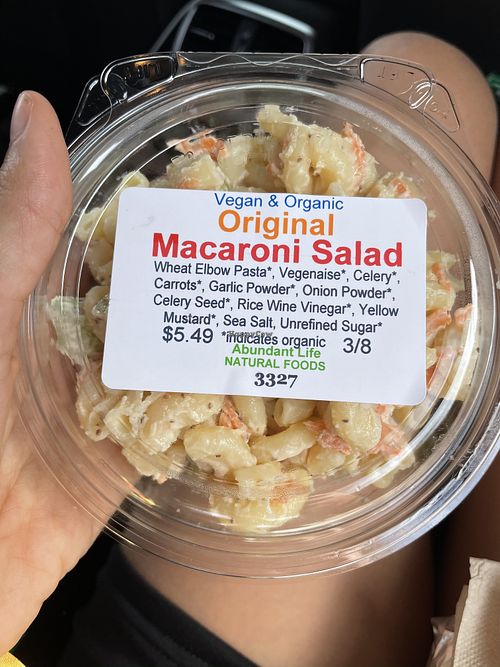 Vegan & Organic
Original
Macaroni Salad
Wheat Elbow Pasta*, Vegenaise*, Celery*,
Carrots*, Garlic Powder*, Onion Powder*,
Celery Seed*, Rice Wine Vinegar*, Yellow
Mustard*, Sea Salt, Unrefined Sugar*
$5.49 *indicates organic 3/8
Abundant Life
NATURAL FOODS
3327